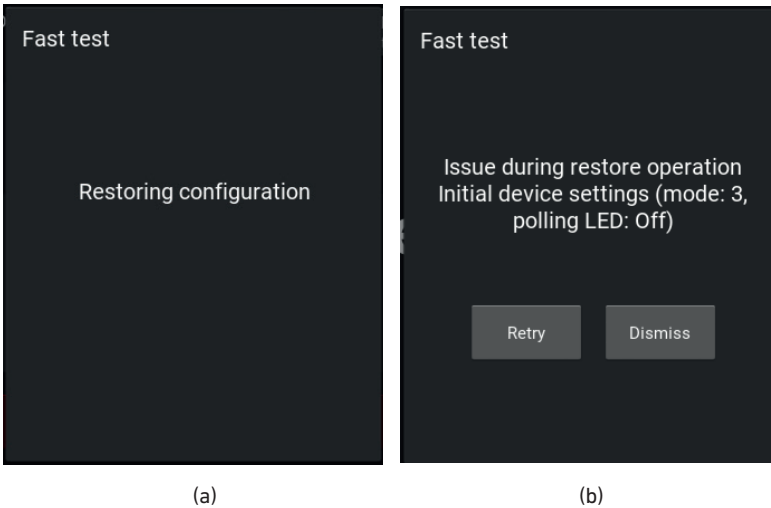 Fast test
Restoring configuration
(a)
Fast test
Issue during restore operation
Initial device settings (mode: 3,
polling LED: Off)
Retry
Dismiss
(b)